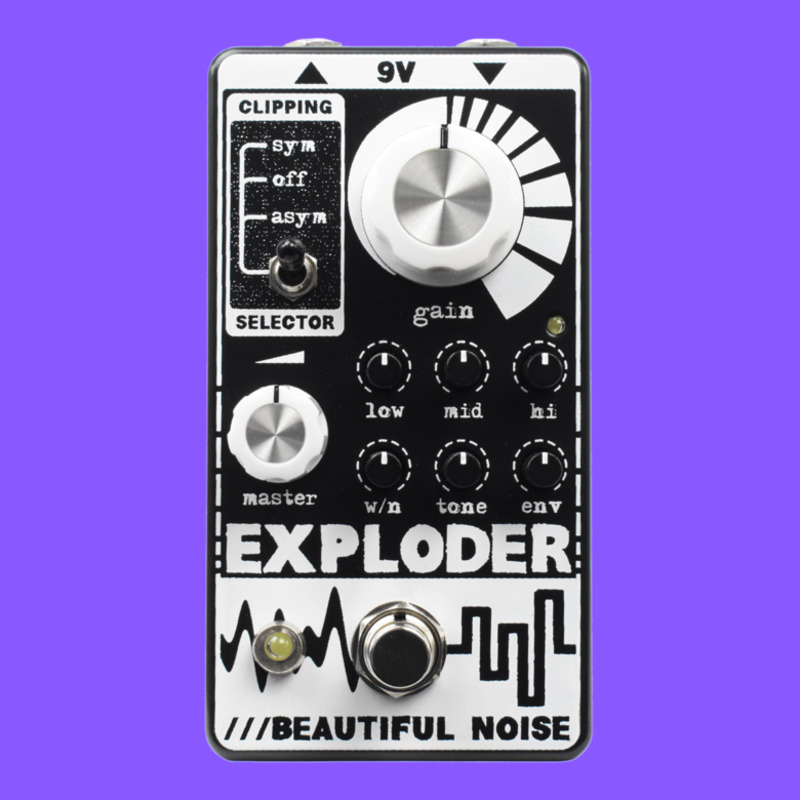 9V
CLIPPING
sym
off
asym
SELECTOR
gain
low mid hi
master
w/n tone env
EXPLODER
///BEAUTIFUL NOISE